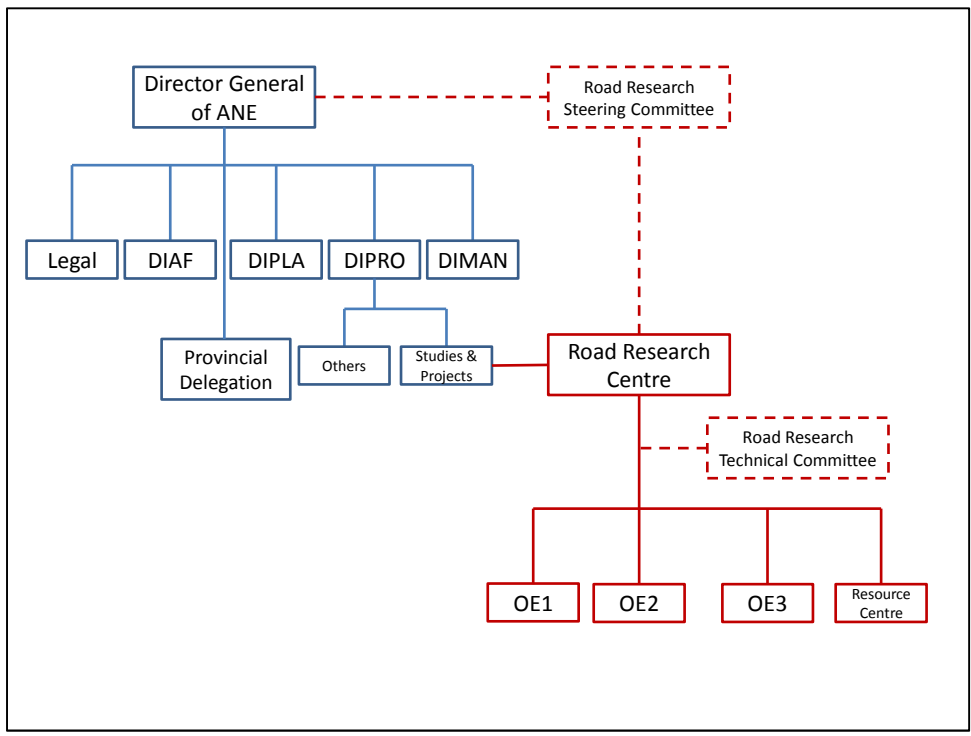 Director General
of ANE
Road Research
Steering Committee
Legal
DIAF
DIPLA
DIPRO
DIMAN
Provincial
Delegation
Others
Studies &
Projects
Road Research
Centre
Road Research
Technical Committee
OE1
OE2
OE3
Resource
Centre